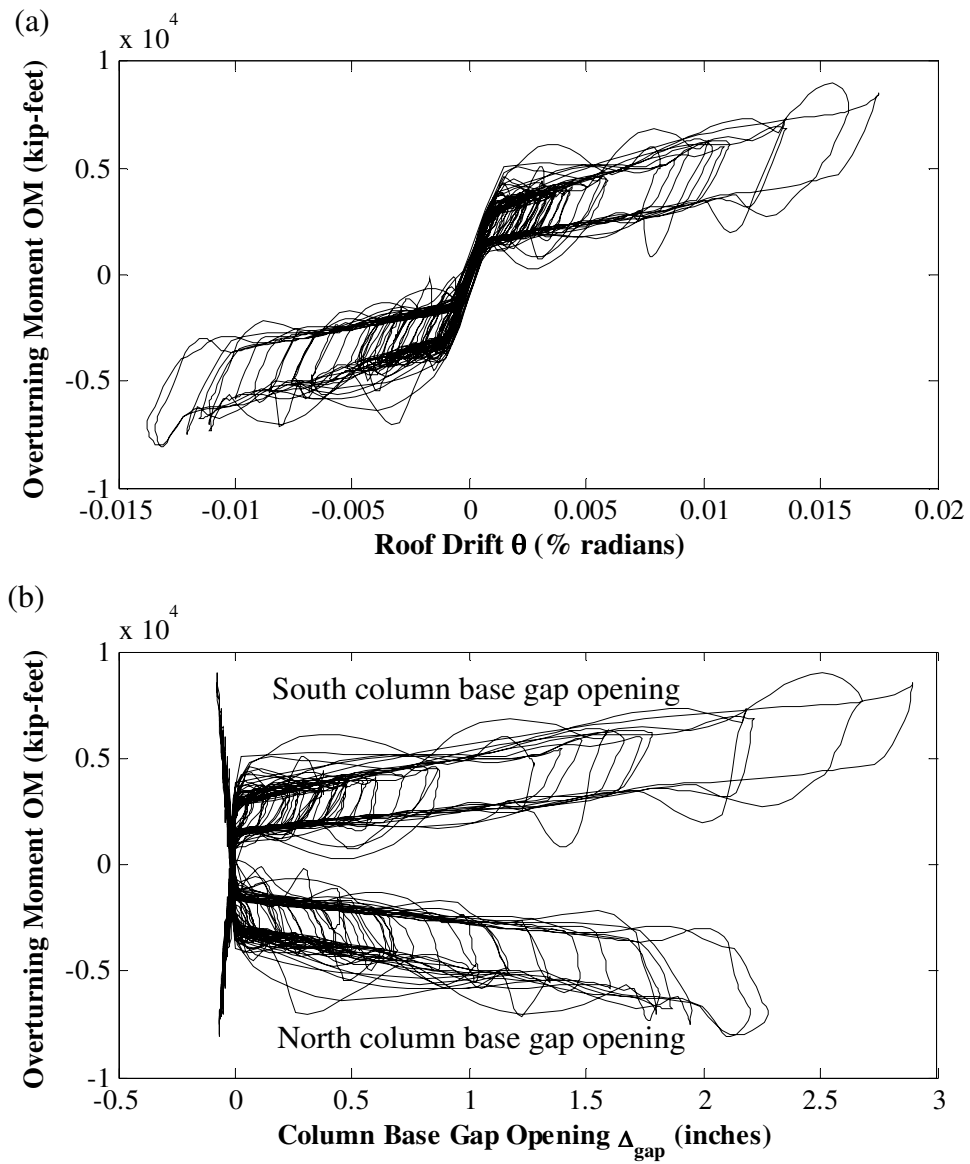 (a)
x 10^4
Overturning Moment OM (kip-feet)
1
0.5
0
-0.5
-1
-0.015 -0.01 -0.005 0 0.005 0.01 0.015 0.02
Roof Drift θ (% radians)
(b)
x 10^4
Overturning Moment OM (kip-feet)
1
South column base gap opening
0.5
0
-0.5
North column base gap opening
-1
-0.5 0 0.5 1 1.5 2 2.5 3
Column Base Gap Opening Δgap (inches)